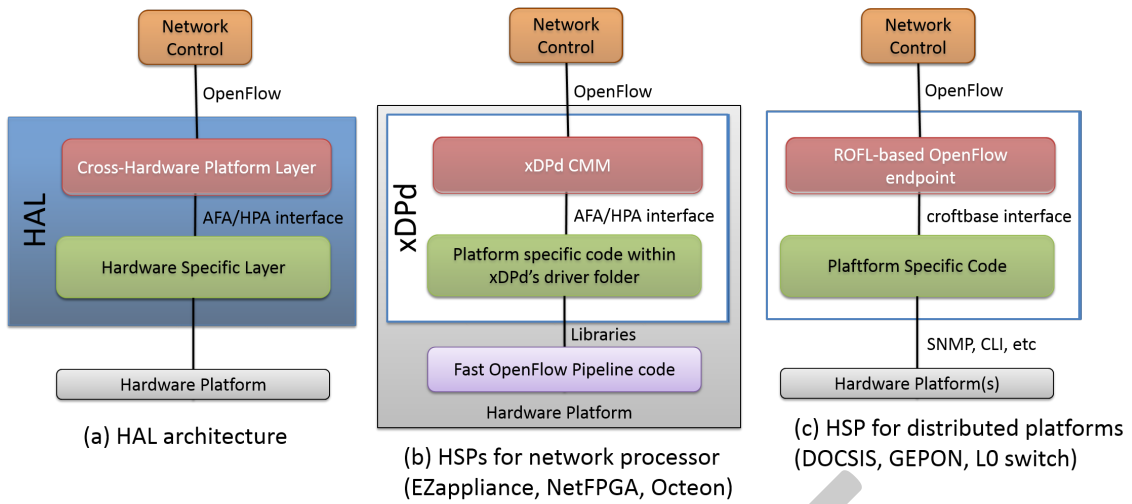 Network
Control
OpenFlow
HAL
Cross-Hardware Platform Layer
AFA/HPA interface
Hardware Specific Layer
Hardware Platform
(a) HAL architecture
Network
Control
OpenFlow
xDPd
xDPd CMM
AFA/HPA interface
Platform specific code within
xDPd's driver folder
Libraries
Fast OpenFlow Pipeline code
Hardware Platform
(b) HSPs for network processor
(EZappliance, NetFPGA, Octeon)
Network
Control
OpenFlow
ROFL-based OpenFlow
endpoint
croftbase interface
Plaftform Specific Code
SNMP, CLI, etc
Hardware Platform(s)
(c) HSP for distributed platforms
(DOCSIS, GEPON, L0 switch)